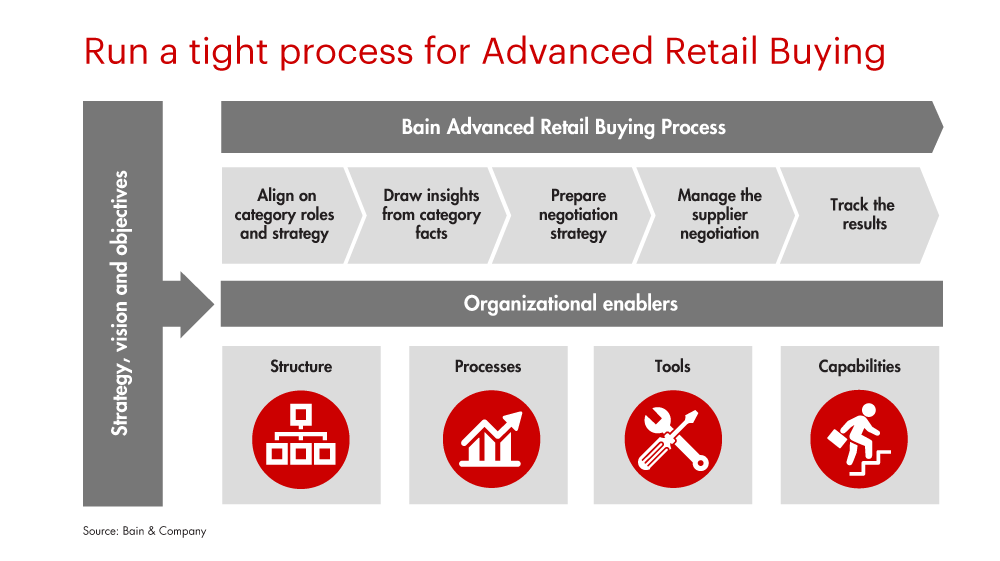 Run a tight process for Advanced Retail Buying
Strategy, vision and objectives
Bain Advanced Retail Buying Process
Align on
category roles
and strategy
Draw insights
from category
facts
Prepare
negotiation
strategy
Manage the
supplier
negotiation
Track the
results
Organizational enablers
Structure
Processes
Tools
Capabilities
Source: Bain & Company